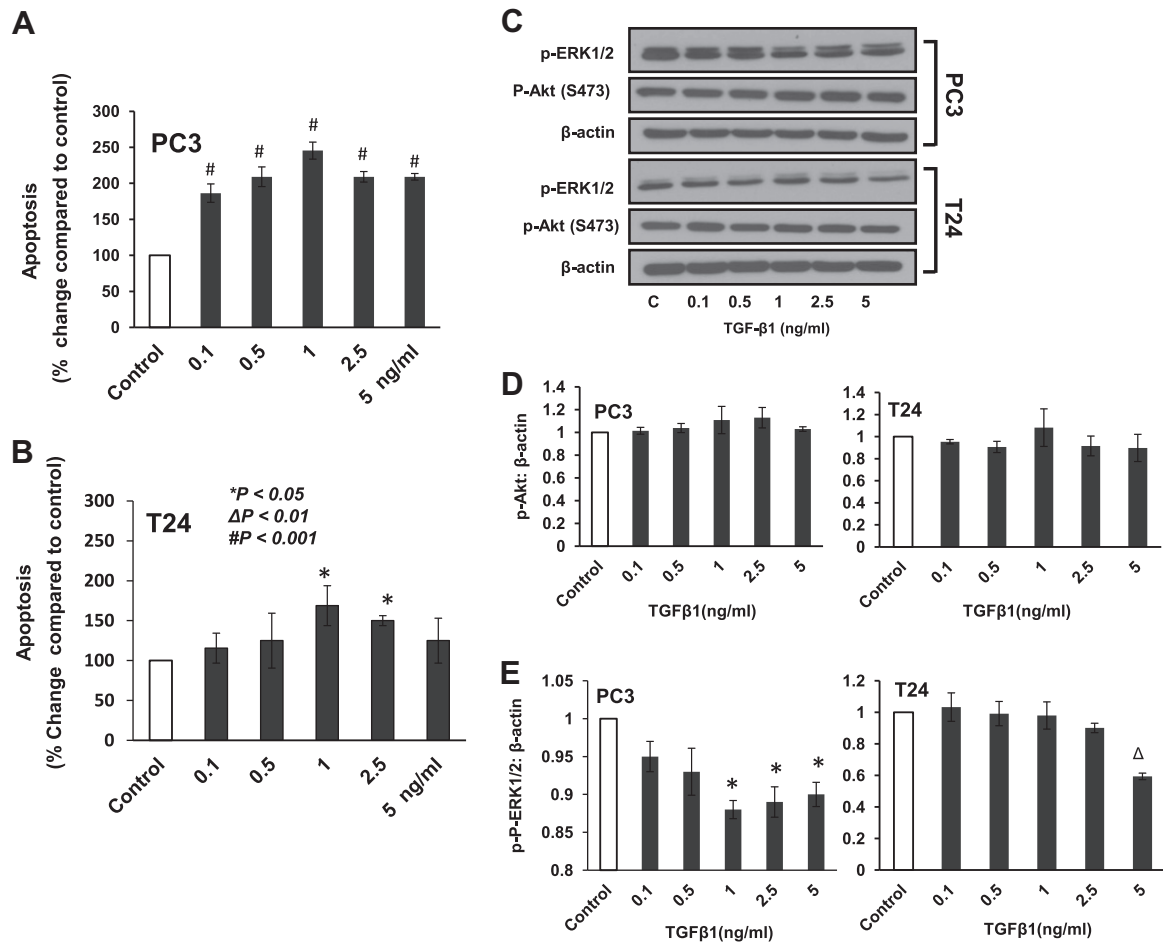 A
Apoptosis
(% change compared to control)
300
250
200
150
100
50
0
PC3
#
#
#
#
#
Control
0.1
0.5
1
2.5
5 ng/ml
B
Apoptosis
(% Change compared to control)
300
250
200
150
100
50
0
T24
*P < 0.05
ΔP < 0.01
#P < 0.001
*
*
Control
0.1
0.5
1
2.5
5 ng/ml
C
p-ERK1/2
P-Akt (S473)
β-actin
PC3
p-ERK1/2
p-Akt (S473)
β-actin
T24
C 0.1 0.5 1 2.5 5
TGF-β1 (ng/ml)
D
p-Akt: β-actin
1.4
1.2
1
0.8
0.6
0.4
0.2
0
PC3
Control
0.1
0.5
1
2.5
5
TGFβ1(ng/ml)
1.4
1.2
1
0.8
0.6
0.4
0.2
0
T24
Control
0.1
0.5
1
2.5
5
TGFβ1(ng/ml)
E
p-P-ERK1/2: β-actin
1.05
1
0.95
0.9
0.85
0.8
PC3
*
*
*
Control
0.1
0.5
1
2.5
5
TGFβ1(ng/ml)
1.2
1
0.8
0.6
0.4
0.2
0
T24
Δ
Control
0.1
0.5
1
2.5
5
TGFβ1(ng/ml)